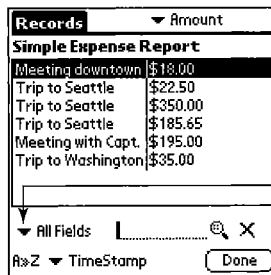 Records ▼ Amount
Simple Expense Report
Meeting downtown $18.00
Trip to Seattle $22.50
Trip to Seattle $350.00
Trip to Seattle $185.65
Meeting with Capt. $195.00
Trip to Washington $35.00
▼ All Fields
A»Z ▼ TimeStamp Done